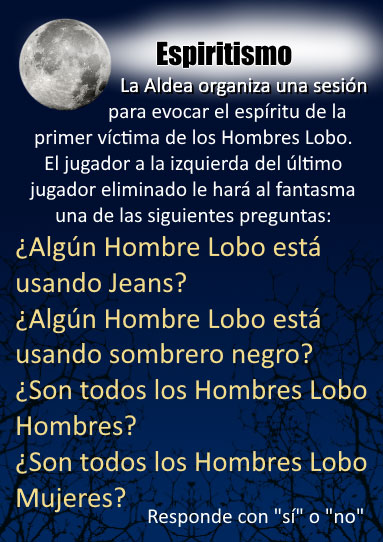 Espiritismo
La Aldea organiza una sesión
para evocar el espíritu de la
primer víctima de los Hombres Lobo.
El jugador a la izquierda del último
jugador eliminado le hará al fantasma
una de las siguientes preguntas:
¿Algún Hombre Lobo está
usando Jeans?
¿Algún Hombre Lobo está
usando sombrero negro?
¿Son todos los Hombres Lobo
Hombres?
¿Son todos los Hombres Lobo
Mujeres?
Responde con "sí" o "no"